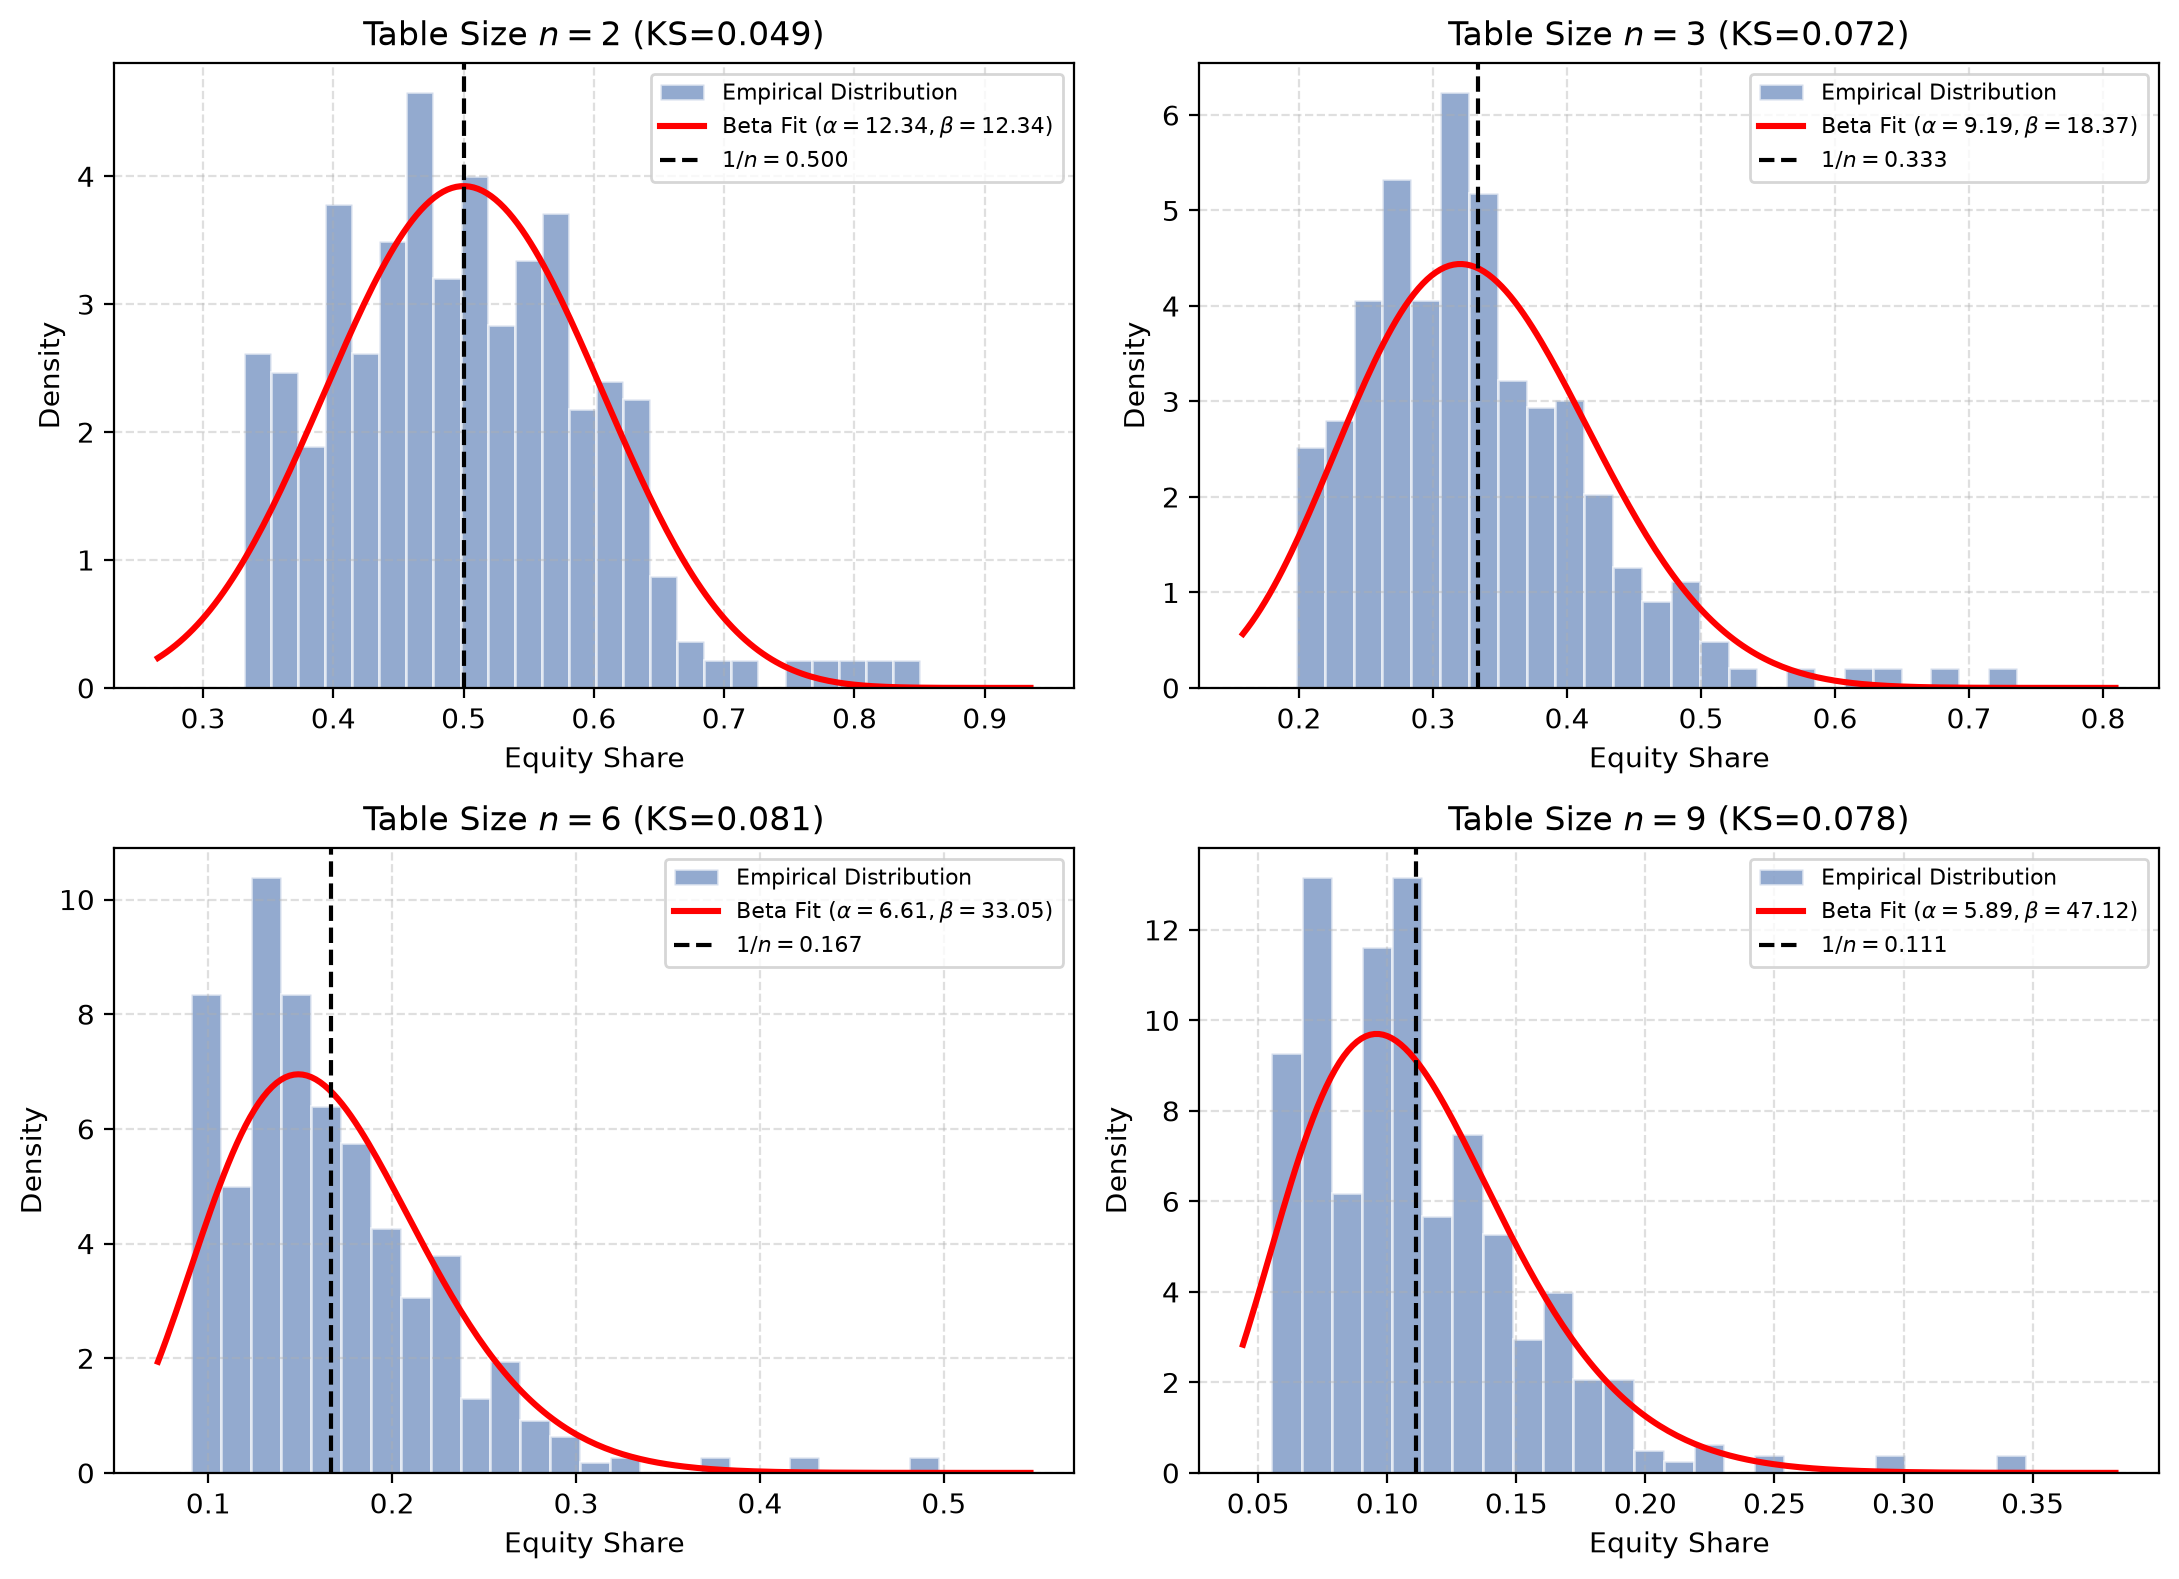 Table Size n = 2 (KS=0.049)
Empirical Distribution
Beta Fit (α = 12.34, β = 12.34)
1/n = 0.500
Density
0
1
2
3
4
0.3 0.4 0.5 0.6 0.7 0.8 0.9
Equity Share
Table Size n = 3 (KS=0.072)
Empirical Distribution
Beta Fit (α = 9.19, β = 18.37)
1/n = 0.333
Density
0
1
2
3
4
5
6
0.2 0.3 0.4 0.5 0.6 0.7 0.8
Equity Share
Table Size n = 6 (KS=0.081)
Empirical Distribution
Beta Fit (α = 6.61, β = 33.05)
1/n = 0.167
Density
0
2
4
6
8
10
0.1 0.2 0.3 0.4 0.5
Equity Share
Table Size n = 9 (KS=0.078)
Empirical Distribution
Beta Fit (α = 5.89, β = 47.12)
1/n = 0.111
Density
0
2
4
6
8
10
12
0.05 0.10 0.15 0.20 0.25 0.30 0.35
Equity Share